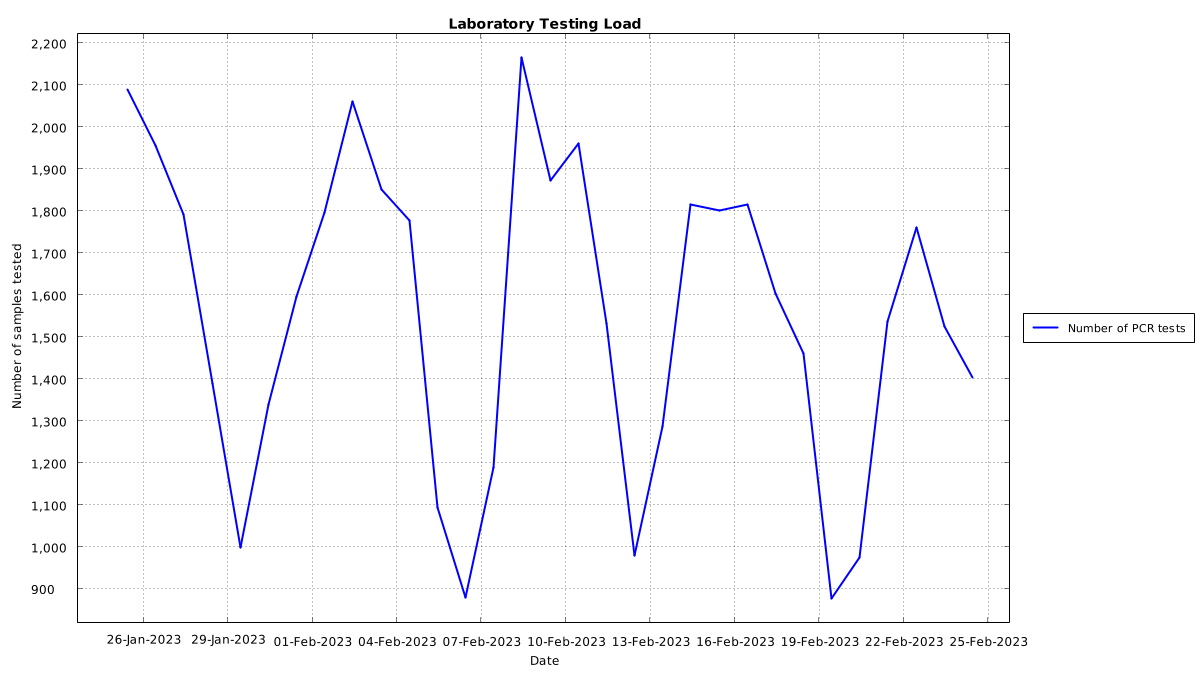 Laboratory Testing Load
2,200
2,100
2,000
1,900
1,800
1,700
1,600
1,500
1,400
1,300
1,200
1,100
1,000
900
Number of samples tested
Number of PCR tests
26-Jan-2023 29-Jan-2023 01-Feb-2023 04-Feb-2023 07-Feb-2023 10-Feb-2023 13-Feb-2023 16-Feb-2023 19-Feb-2023 22-Feb-2023 25-Feb-2023
Date